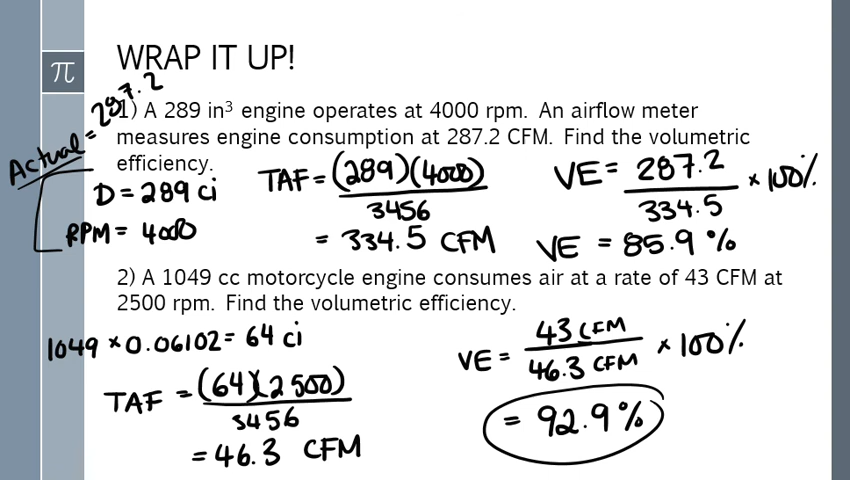 π
WRAP IT UP!
1) A 289 in³ engine operates at 4000 rpm. An airflow meter
measures engine consumption at 287.2 CFM. Find the volumetric
efficiency.
Actual = 287.2
D = 289 ci
RPM = 4000
TAF = (289)(4000)
3456
= 334.5 CFM
VE = 287.2 × 100%
334.5
VE = 85.9%
2) A 1049 cc motorcycle engine consumes air at a rate of 43 CFM at
2500 rpm. Find the volumetric efficiency.
1049 × 0.06102 = 64 ci
TAF = (64)(2500)
3456
= 46.3 CFM
VE = 43 CFM × 100%
46.3 CFM
= 92.9%